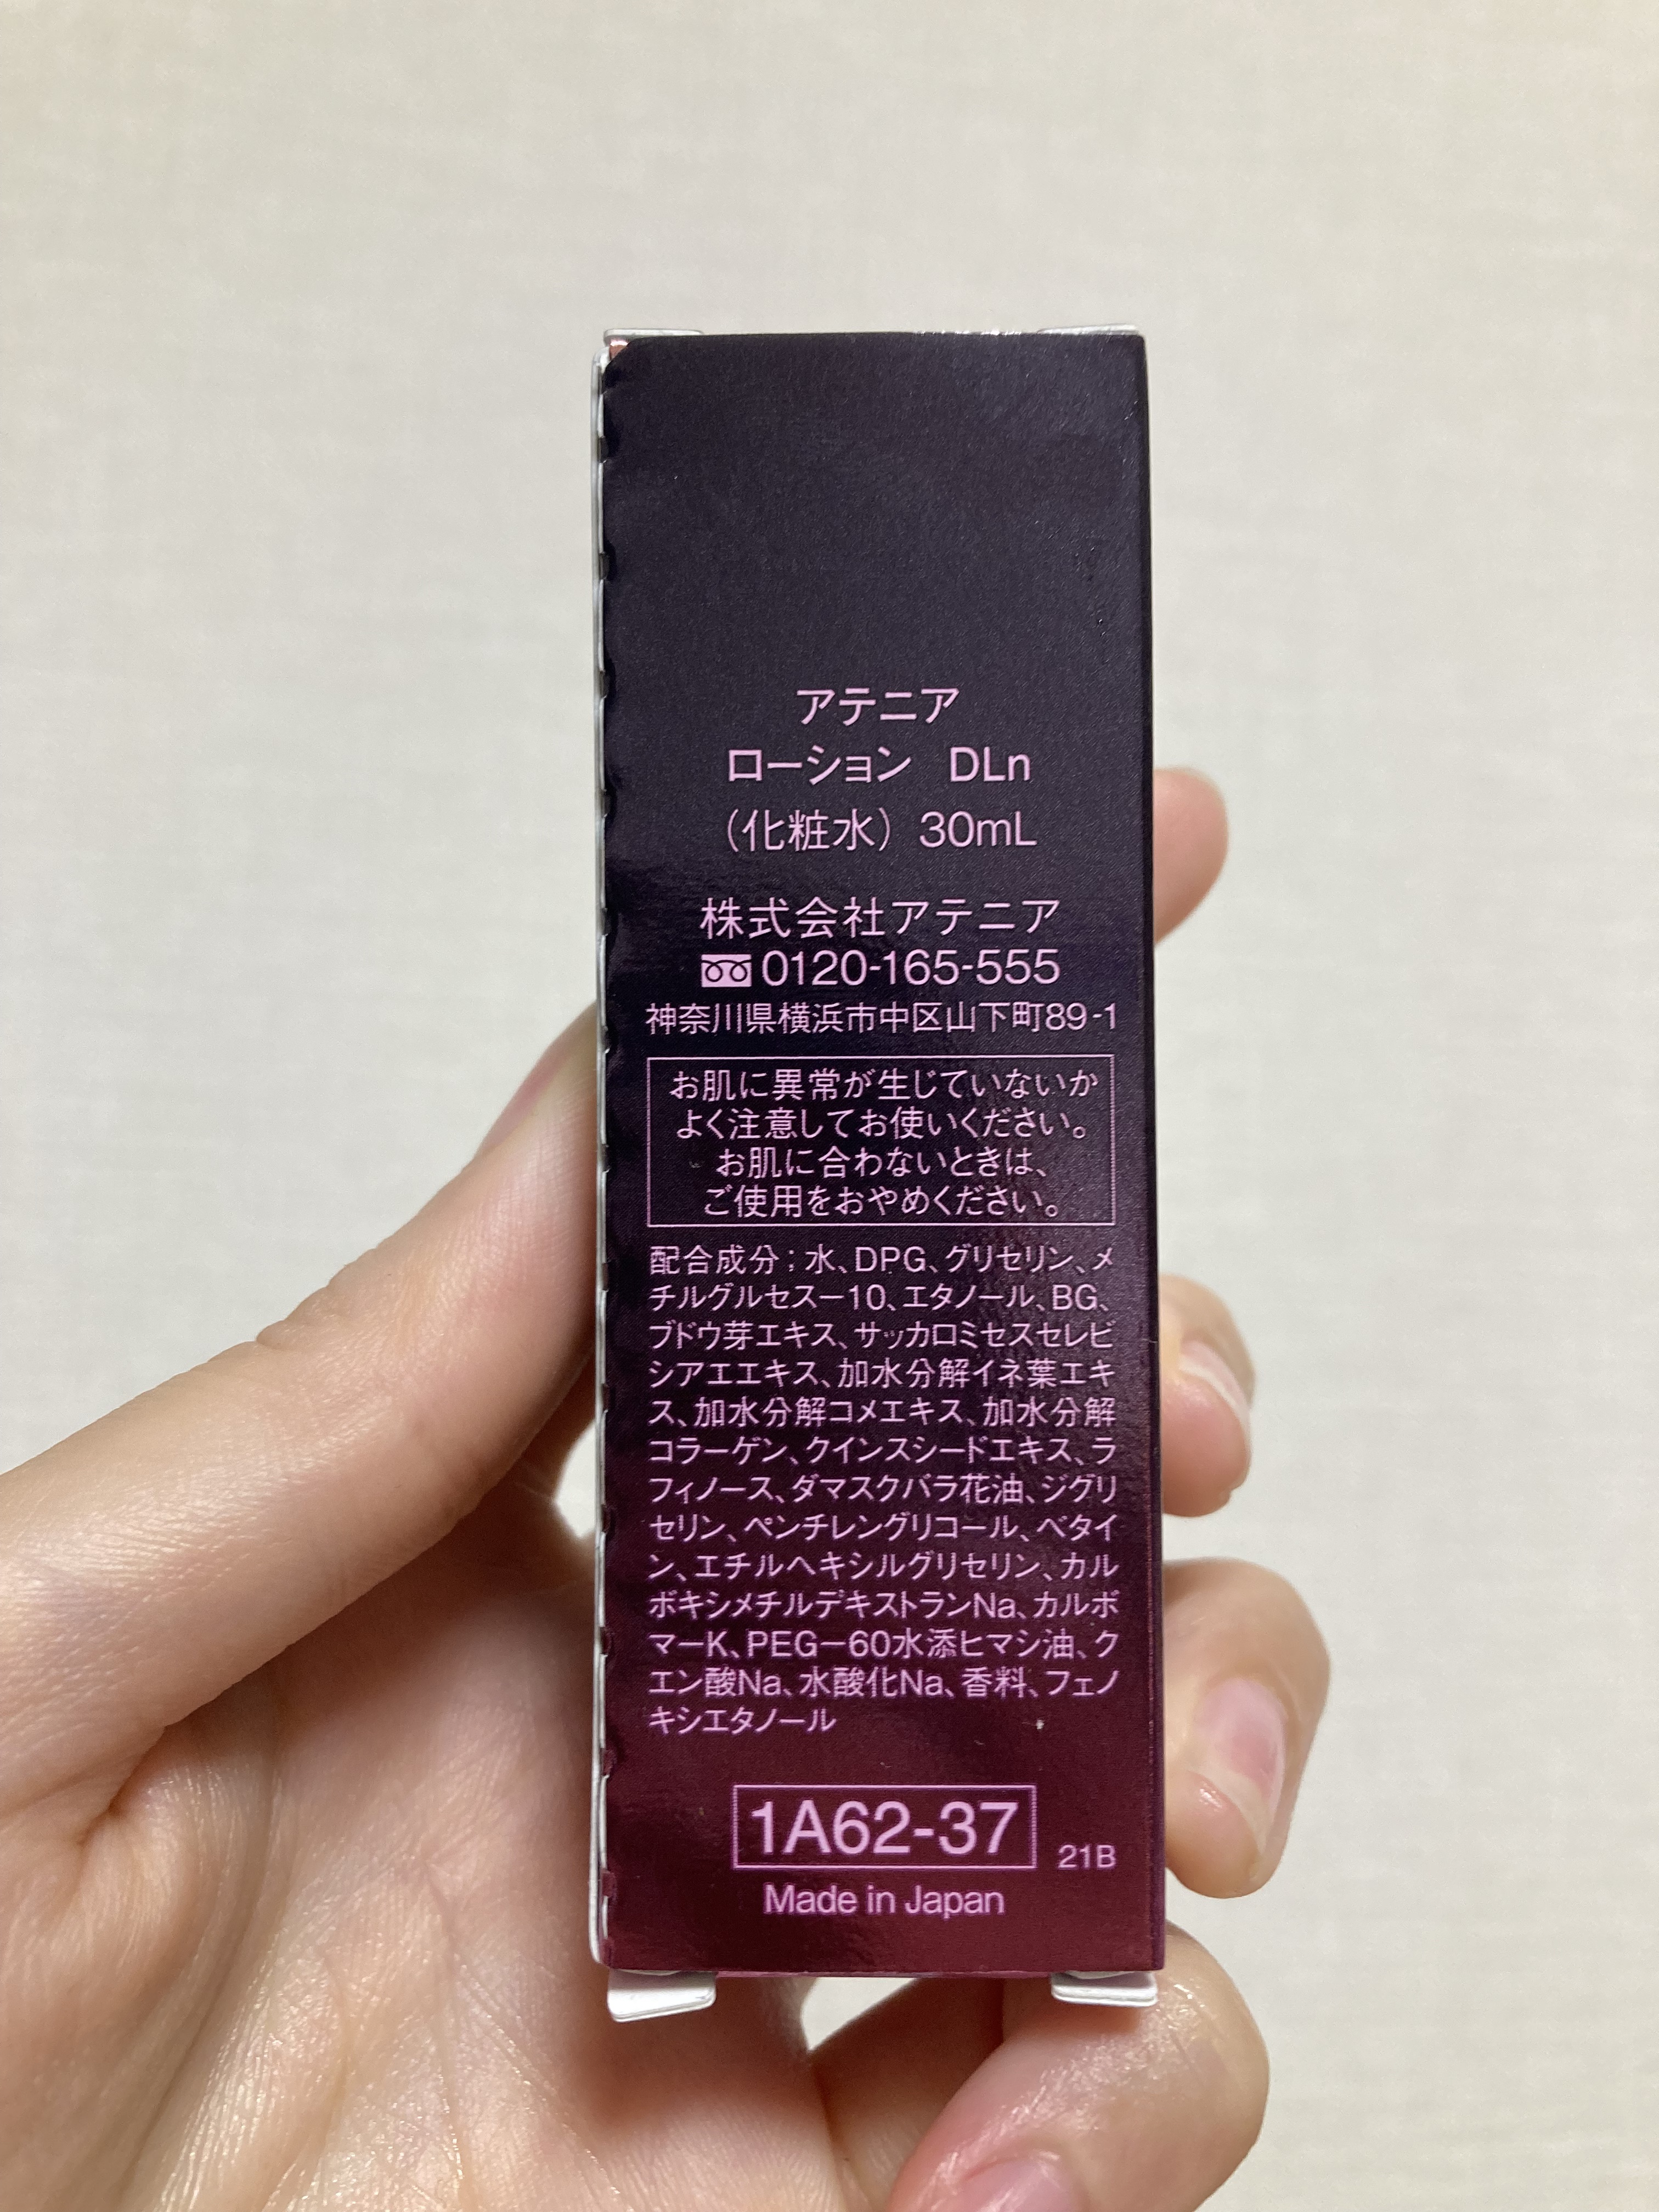 アテニア
ローション DLn
（化粧水）30mL
株式会社アテニア
0120-165-555
神奈川県横浜市中区山下町89-1
お肌に異常が生じていないか
よく注意してお使いください。
お肌に合わないときは、
ご使用をおやめください。
配合成分；水、DPG、グリセリン、メ
チルグルセス－10、エタノール、BG、
ブドウ芽エキス、サッカロミセスセレビ
シアエエキス、加水分解イネ葉エキ
ス、加水分解コメエキス、加水分解
コラーゲン、クインスシードエキス、ラ
フィノース、ダマスクバラ花油、ジグリ
セリン、ペンチレングリコール、ベタイ
ン、エチルヘキシルグリセリン、カル
ボキシメチルデキストランNa、カルボ
マーK、PEG－60水添ヒマシ油、ク
エン酸Na、水酸化Na、香料、フェノ
キシエタノール
1A62-37
21B
Made in Japan